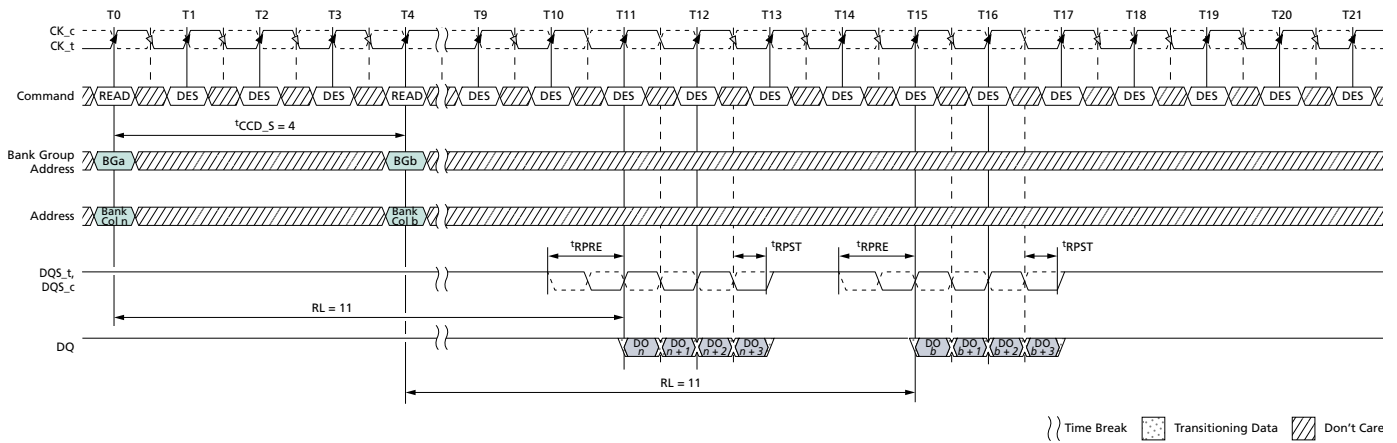 T0 T1 T2 T3 T4 T9 T10 T11 T12 T13 T14 T15 T16 T17 T18 T19 T20 T21
CK_c
CK_t
Command READ DES DES DES READ DES DES DES DES DES DES DES DES DES DES DES DES DES
tCCD_S = 4
Bank Group
Address
BGa BGb
Address
Bank
Col n
Bank
Col b
tRPRE tRPST tRPRE tRPST
DQS_t,
DQS_c
RL = 11
DQ
DO
n
DO
n + 1
DO
n + 2
DO
n + 3
DO
b
DO
b + 1
DO
b + 2
DO
b + 3
RL = 11
Time Break Transitioning Data Don't Care